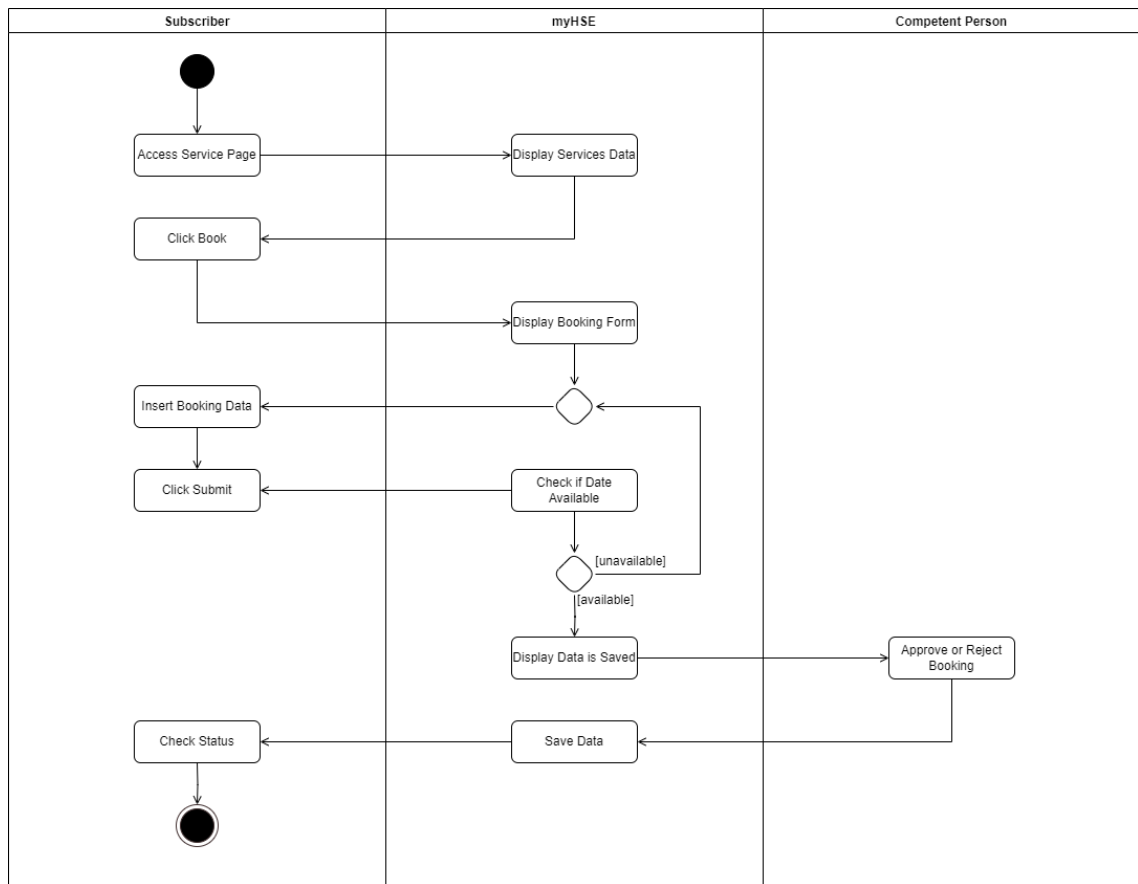 Subscriber
myHSE
Competent Person
Access Service Page
Display Services Data
Click Book
Display Booking Form
Insert Booking Data
Click Submit
Check if Date
Available
[unavailable]
[available]
Display Data is Saved
Approve or Reject
Booking
Check Status
Save Data